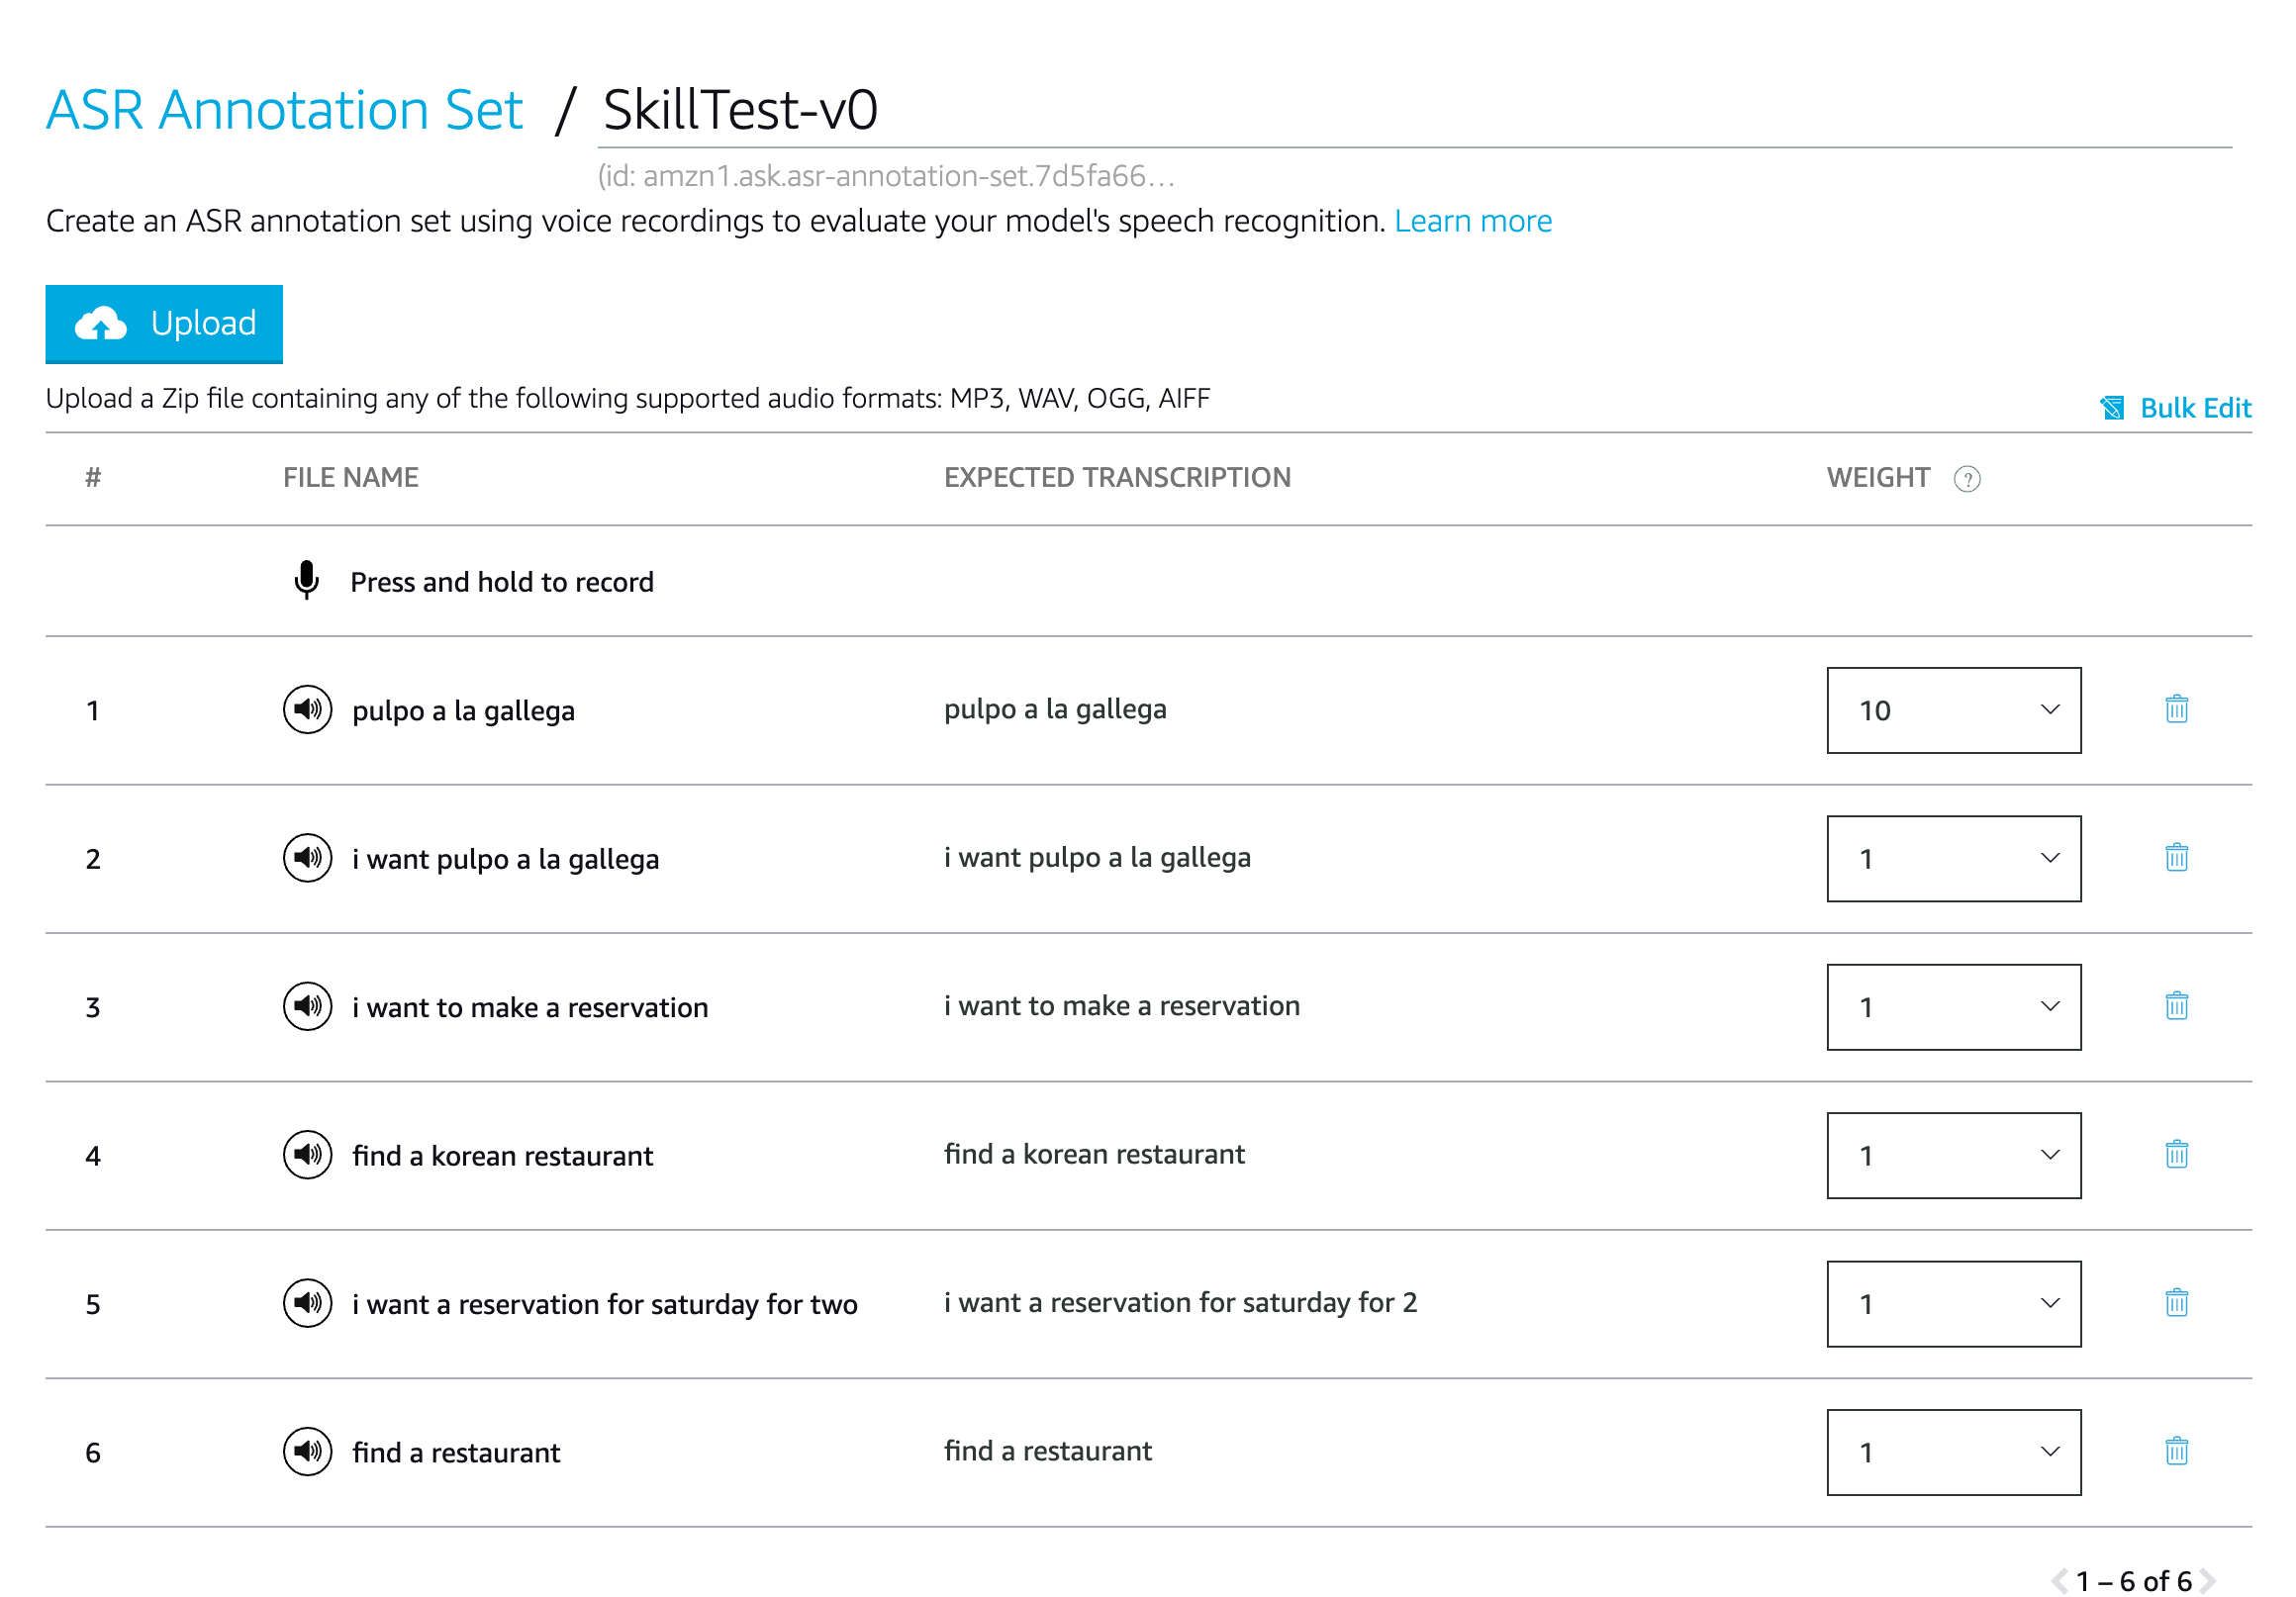 ASR Annotation Set / SkillTest-v0
(id: amzn1.ask.asr-annotation-set.7d5fa66...
Create an ASR annotation set using voice recordings to evaluate your model's speech recognition. Learn more
Upload
Upload a Zip file containing any of the following supported audio formats: MP3, WAV, OGG, AIFF
Bulk Edit
# FILE NAME EXPECTED TRANSCRIPTION WEIGHT ?
Press and hold to record
1 pulpo a la gallega pulpo a la gallega 10
2 i want pulpo a la gallega i want pulpo a la gallega 1
3 i want to make a reservation i want to make a reservation 1
4 find a korean restaurant find a korean restaurant 1
5 i want a reservation for saturday for two i want a reservation for saturday for 2 1
6 find a restaurant find a restaurant 1
1 – 6 of 6